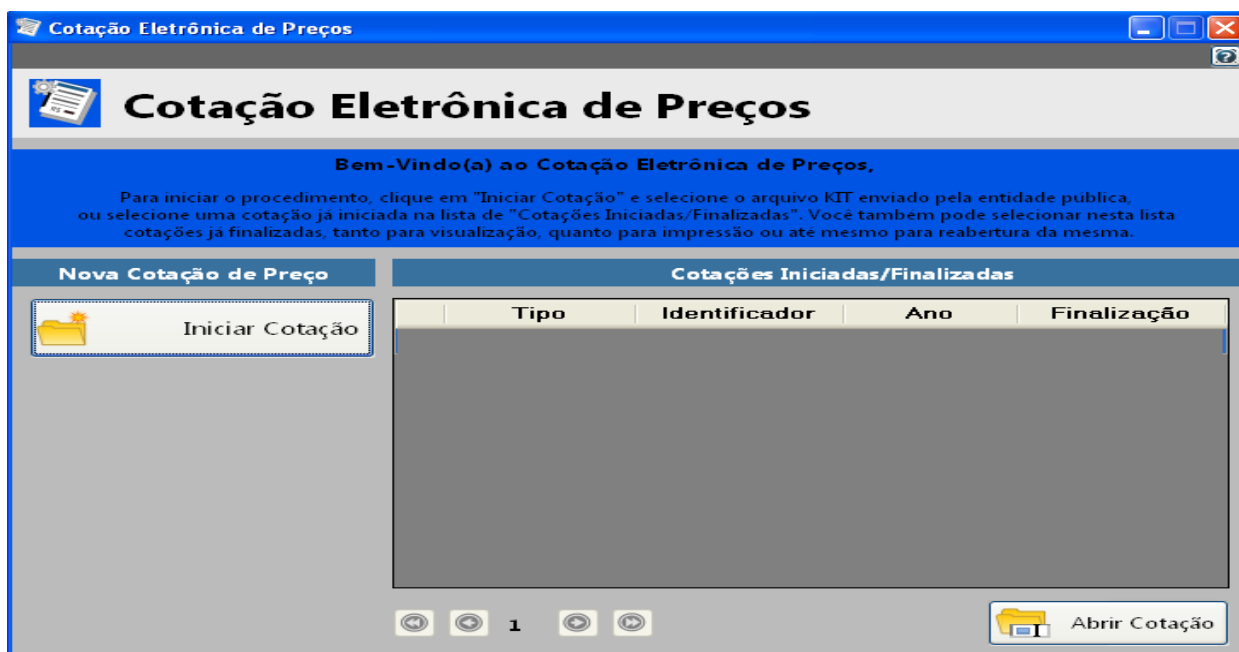 Cotação Eletrônica de Preços
Cotação Eletrônica de Preços
Bem-Vindo(a) ao Cotação Eletrônica de Preços,
Para iniciar o procedimento, clique em "Iniciar Cotação" e selecione o arquivo KIT enviado pela entidade pública,
ou selecione uma cotação já iniciada na lista de "Cotações Iniciadas/Finalizadas". Você também pode selecionar nesta lista
cotações já finalizadas, tanto para visualização, quanto para impressão ou até mesmo para reabertura da mesma.
Nova Cotação de Preço
Cotações Iniciadas/Finalizadas
Iniciar Cotação
Tipo Identificador Ano Finalização
1
Abrir Cotação